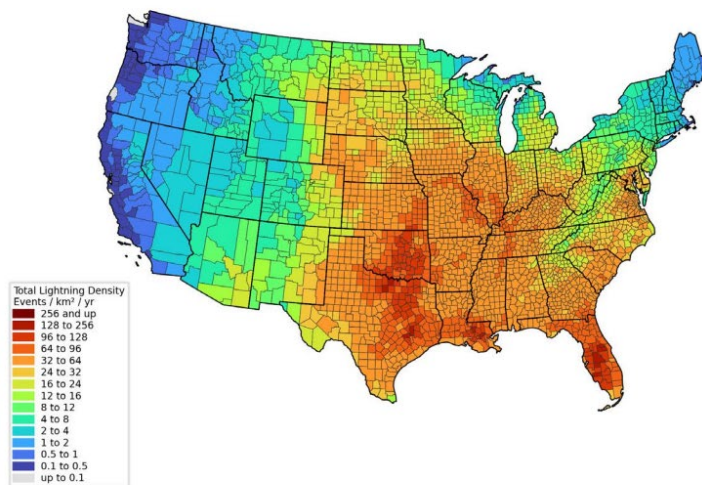 Total Lightning Density
Events / km² / yr
256 and up
128 to 256
96 to 128
64 to 96
32 to 64
24 to 32
16 to 24
12 to 16
8 to 12
4 to 8
2 to 4
1 to 2
0.5 to 1
0.1 to 0.5
up to 0.1